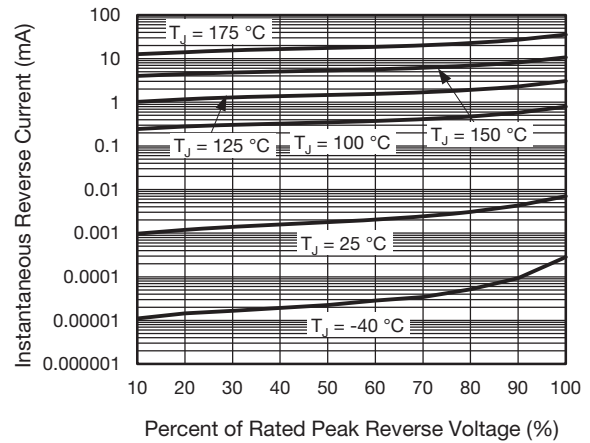 Instantaneous Reverse Current (mA)
100
10
1
0.1
0.01
0.001
0.0001
0.00001
0.000001
TJ = 175 °C
TJ = 150 °C
TJ = 125 °C
TJ = 100 °C
TJ = 25 °C
TJ = -40 °C
10 20 30 40 50 60 70 80 90 100
Percent of Rated Peak Reverse Voltage (%)